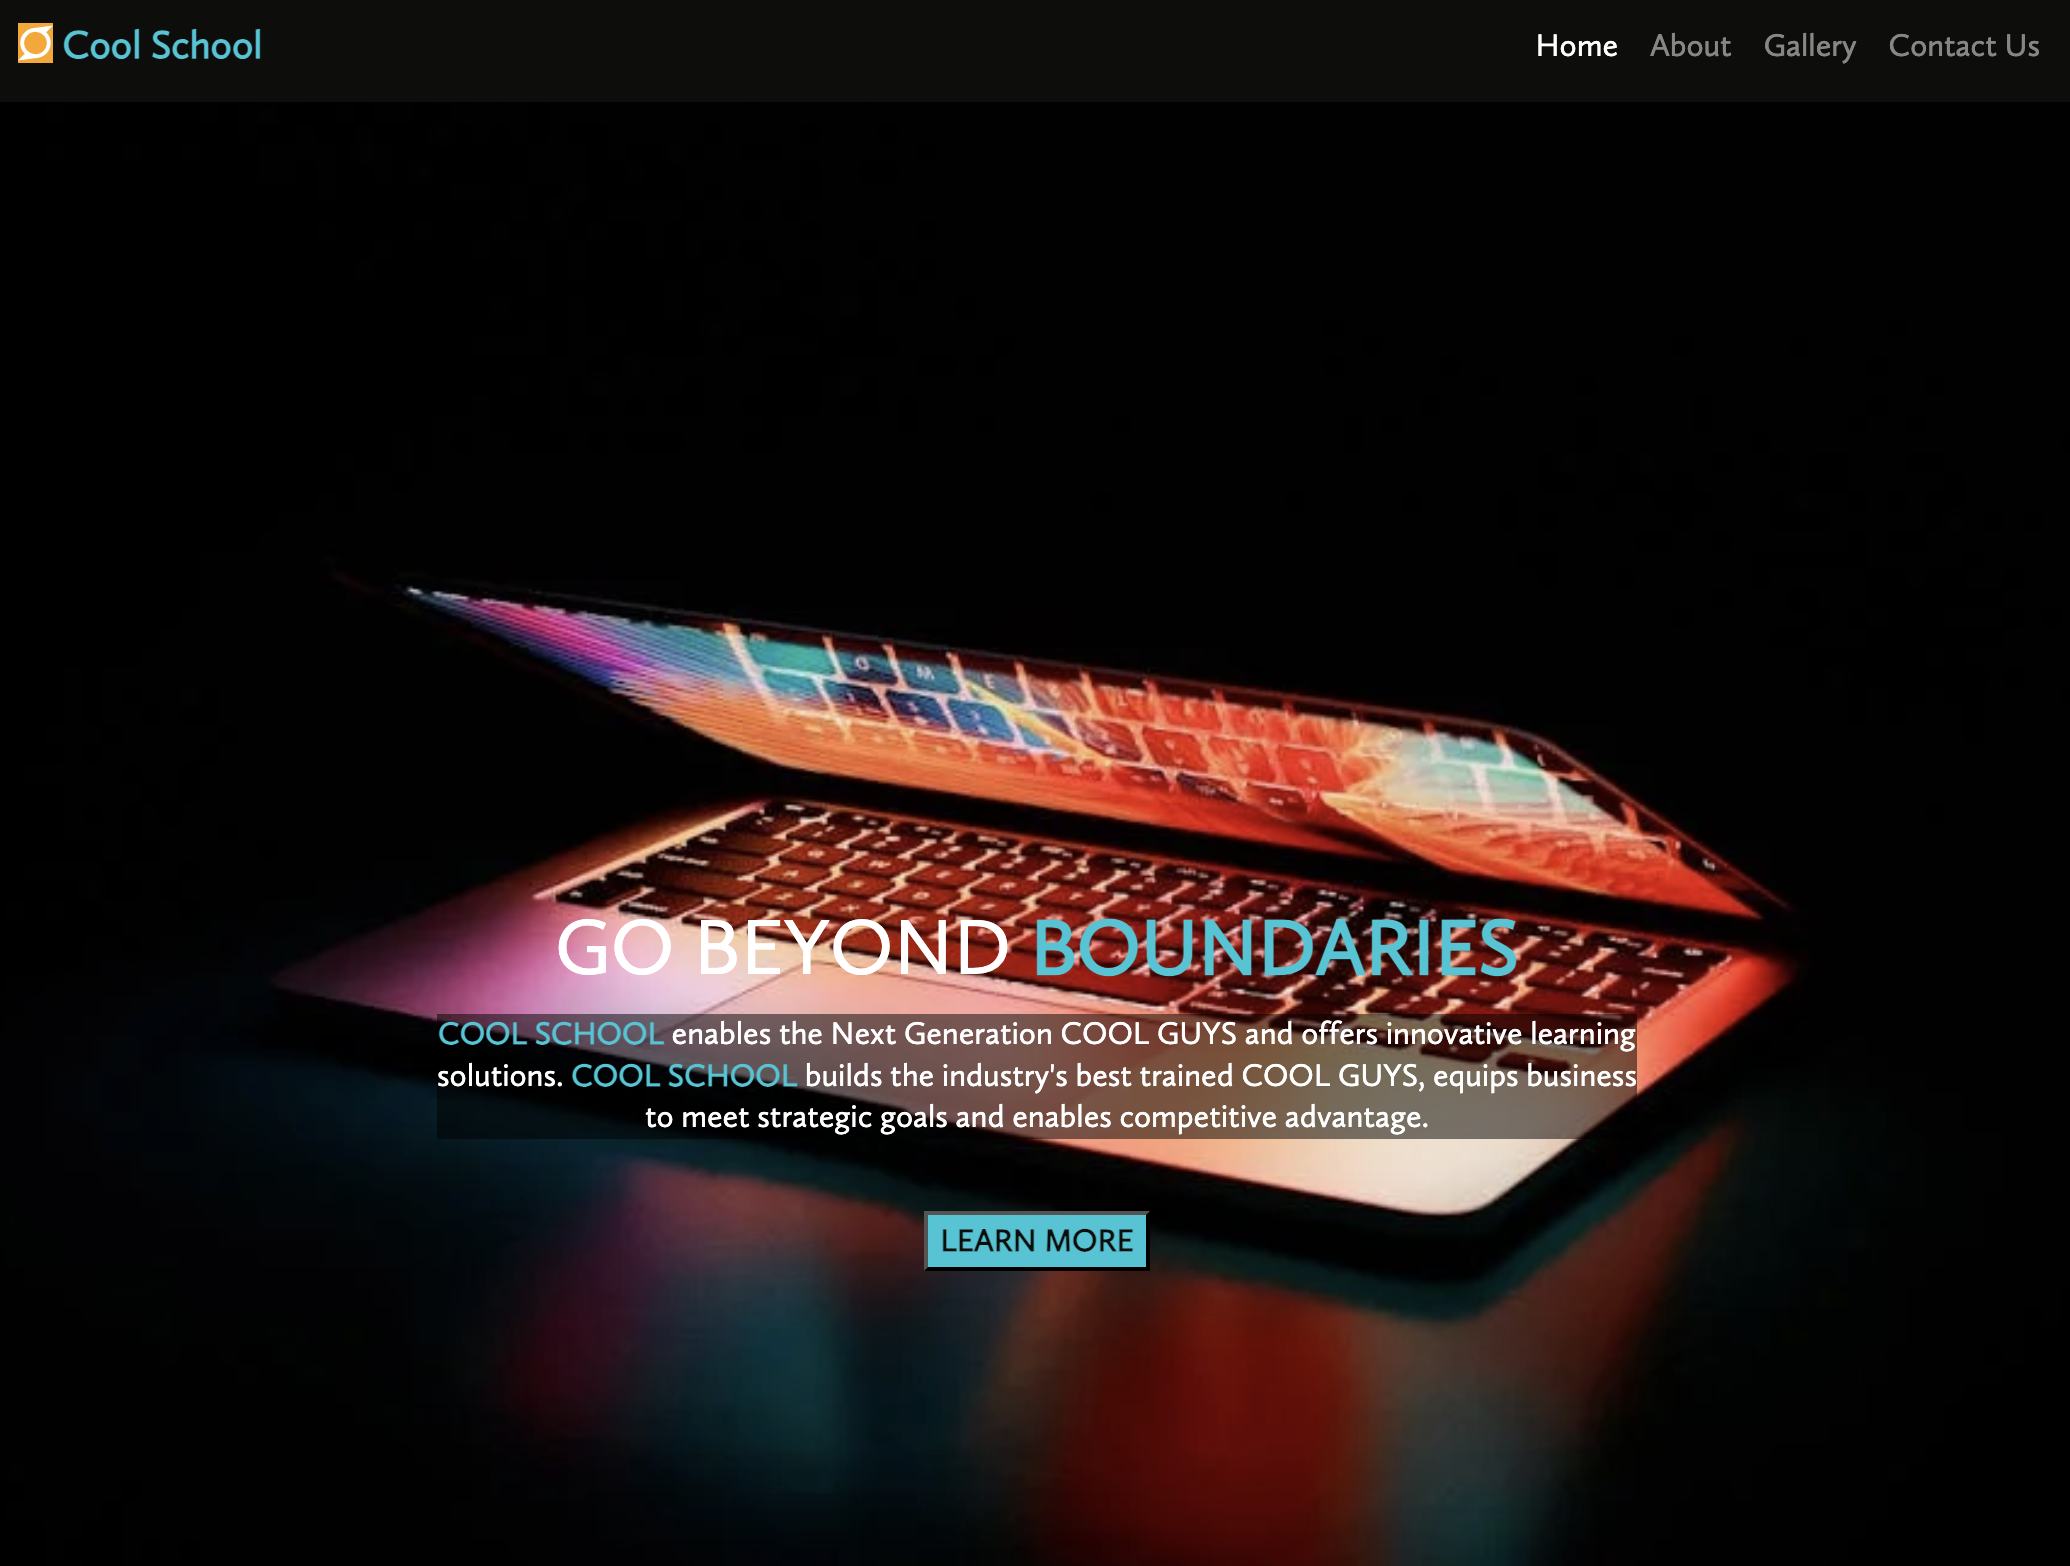 Cool School
Home About Gallery Contact Us
GO BEYOND BOUNDARIES
COOL SCHOOL enables the Next Generation COOL GUYS and offers innovative learning
solutions. COOL SCHOOL builds the industry's best trained COOL GUYS, equips business
to meet strategic goals and enables competitive advantage.
LEARN MORE